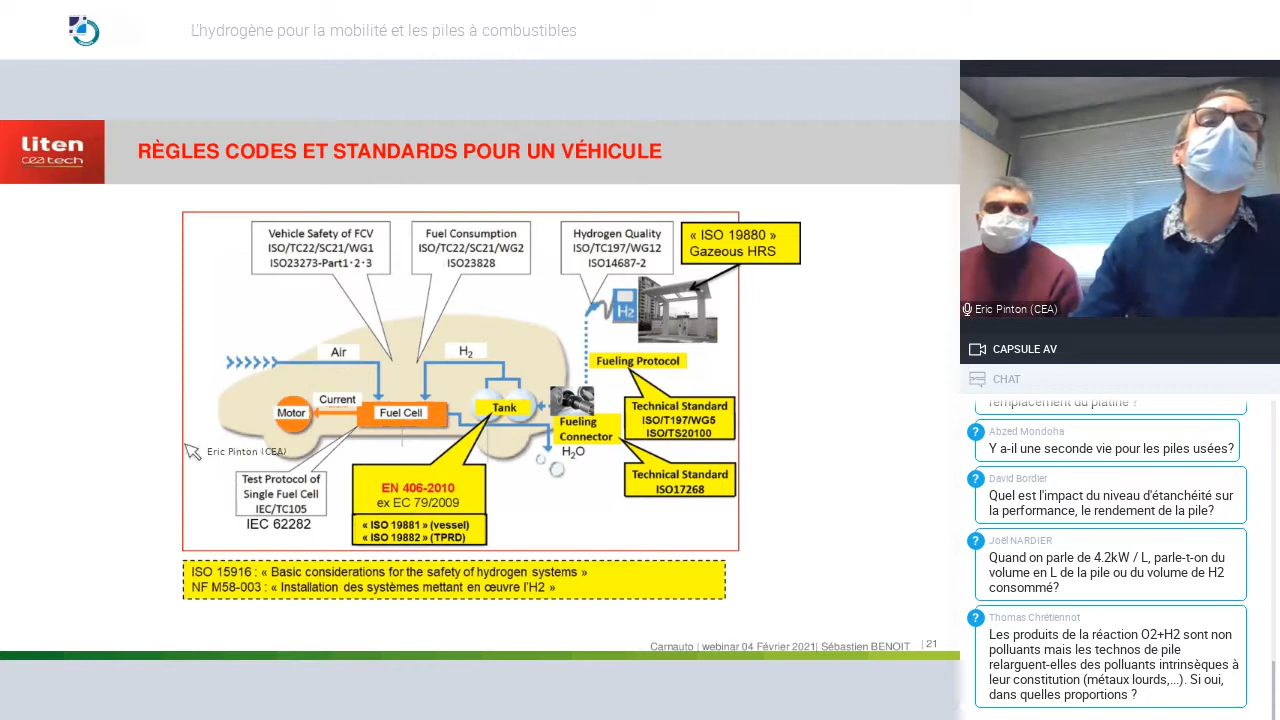 L'hydrogène pour la mobilité et les piles à combustibles
liten
ceatech
RÈGLES CODES ET STANDARDS POUR UN VÉHICULE
Vehicle Safety of FCV
ISO/TC22/SC21/WG1
ISO23273-Part1・2・3
Fuel Consumption
ISO/TC22/SC21/WG2
ISO23828
Hydrogen Quality
ISO/TC197/WG12
ISO14687-2
« ISO 19880 »
Gazeous HRS
H2
Air
H2
Fueling Protocol
Current
Motor
Fuel Cell
Tank
Fueling
Connector
H2O
Technical Standard
ISO/T197/WG5
ISO/TS20100
Technical Standard
ISO17268
Eric Pinton (CEA)
Test Protocol of
Single Fuel Cell
IEC/TC105
IEC 62282
EN 406-2010
ex EC 79/2009
« ISO 19881 » (vessel)
« ISO 19882 » (TPRD)
ISO 15916 : « Basic considerations for the safety of hydrogen systems »
NF M58-003 : « Installation des systèmes mettant en œuvre l'H2 »
Carnauto | webinar 04 Février 2021| Sébastien BENOIT | 21
Eric Pinton (CEA)
CAPSULE AV
CHAT
remplacement du platine ?
Abzed Mondoha
Y a-il une seconde vie pour les piles usées?
David Bordier
Quel est l'impact du niveau d'étanchéité sur
la performance, le rendement de la pile?
Joël NARDIER
Quand on parle de 4.2kW / L, parle-t-on du
volume en L de la pile ou du volume de H2
consommé?
Thomas Chrétiennot
Les produits de la réaction O2+H2 sont non
polluants mais les technos de pile
relarguent-elles des polluants intrinsèques à
leur constitution (métaux lourds,...). Si oui,
dans quelles proportions ?